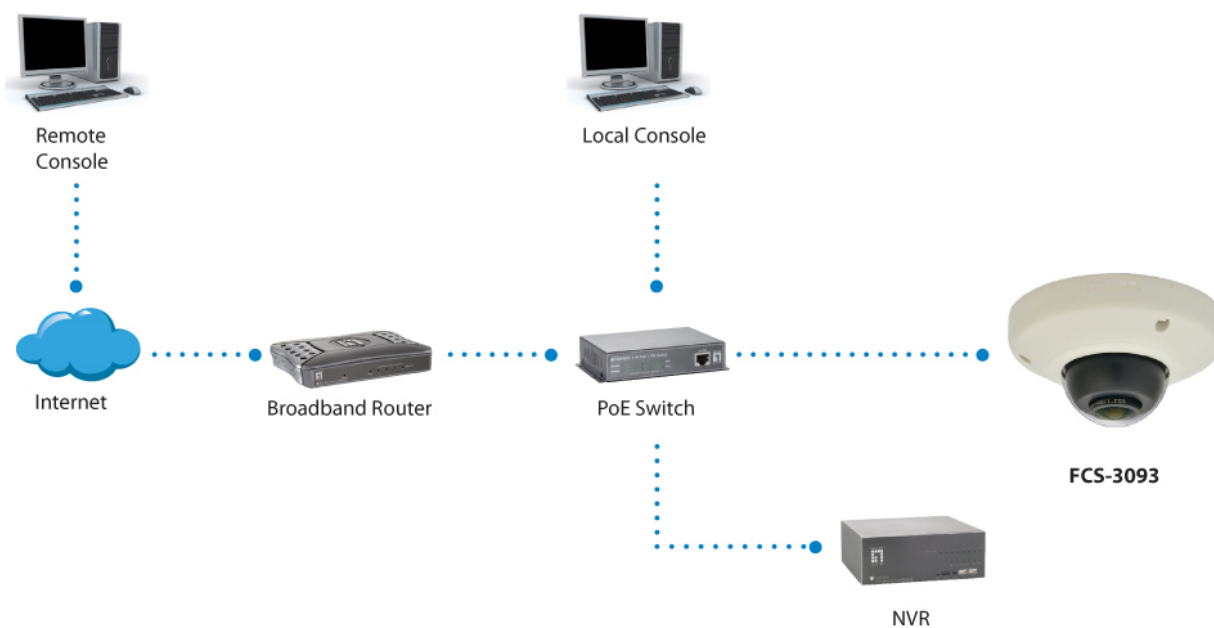 Remote
Console
Local Console
Internet
Broadband Router
PoE Switch
FCS-3093
NVR